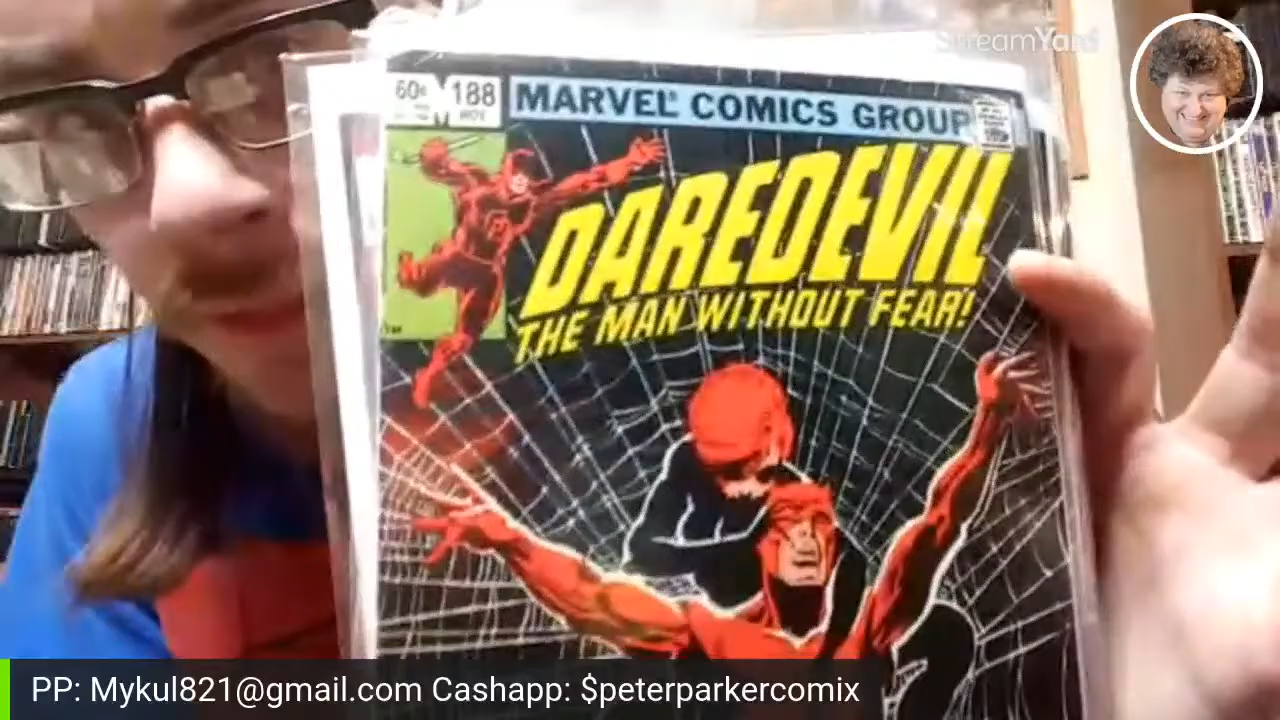 StreamYard
60¢ 188
NOV
MARVEL® COMICS GROUP
DAREDEVIL
THE MAN WITHOUT FEAR!
PP: Mykul821@gmail.com Cashapp: $peterparkercomix